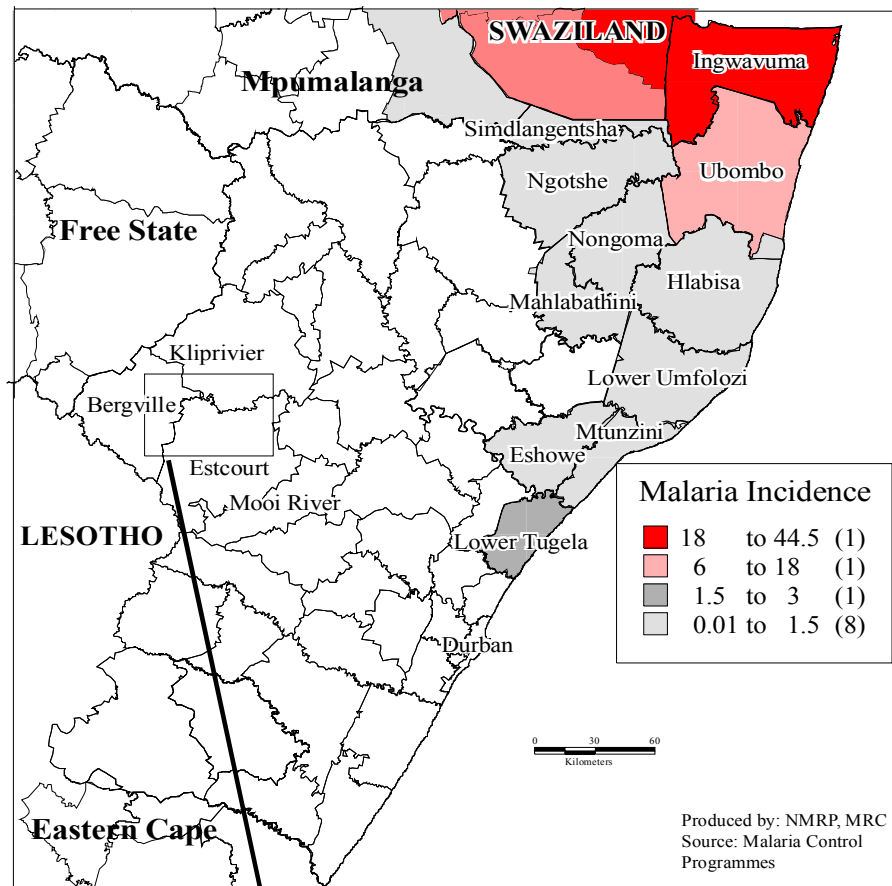 SWAZILAND
Ingwavuma
Mpumalanga
Simdlangentsha
Ubombo
Ngotshe
Free State
Nongoma
Hlabisa
Mahlabathini
Kliprivier
Lower Umfolozi
Bergville
Mtunzini
Eshowe
Estcourt
Mooi River
LESOTHO
Lower Tugela
Durban
Eastern Cape
Malaria Incidence
18 to 44.5 (1)
6 to 18 (1)
1.5 to 3 (1)
0.01 to 1.5 (8)
0 30 60
Kilometers
Produced by: NMRP, MRC
Source: Malaria Control
Programmes